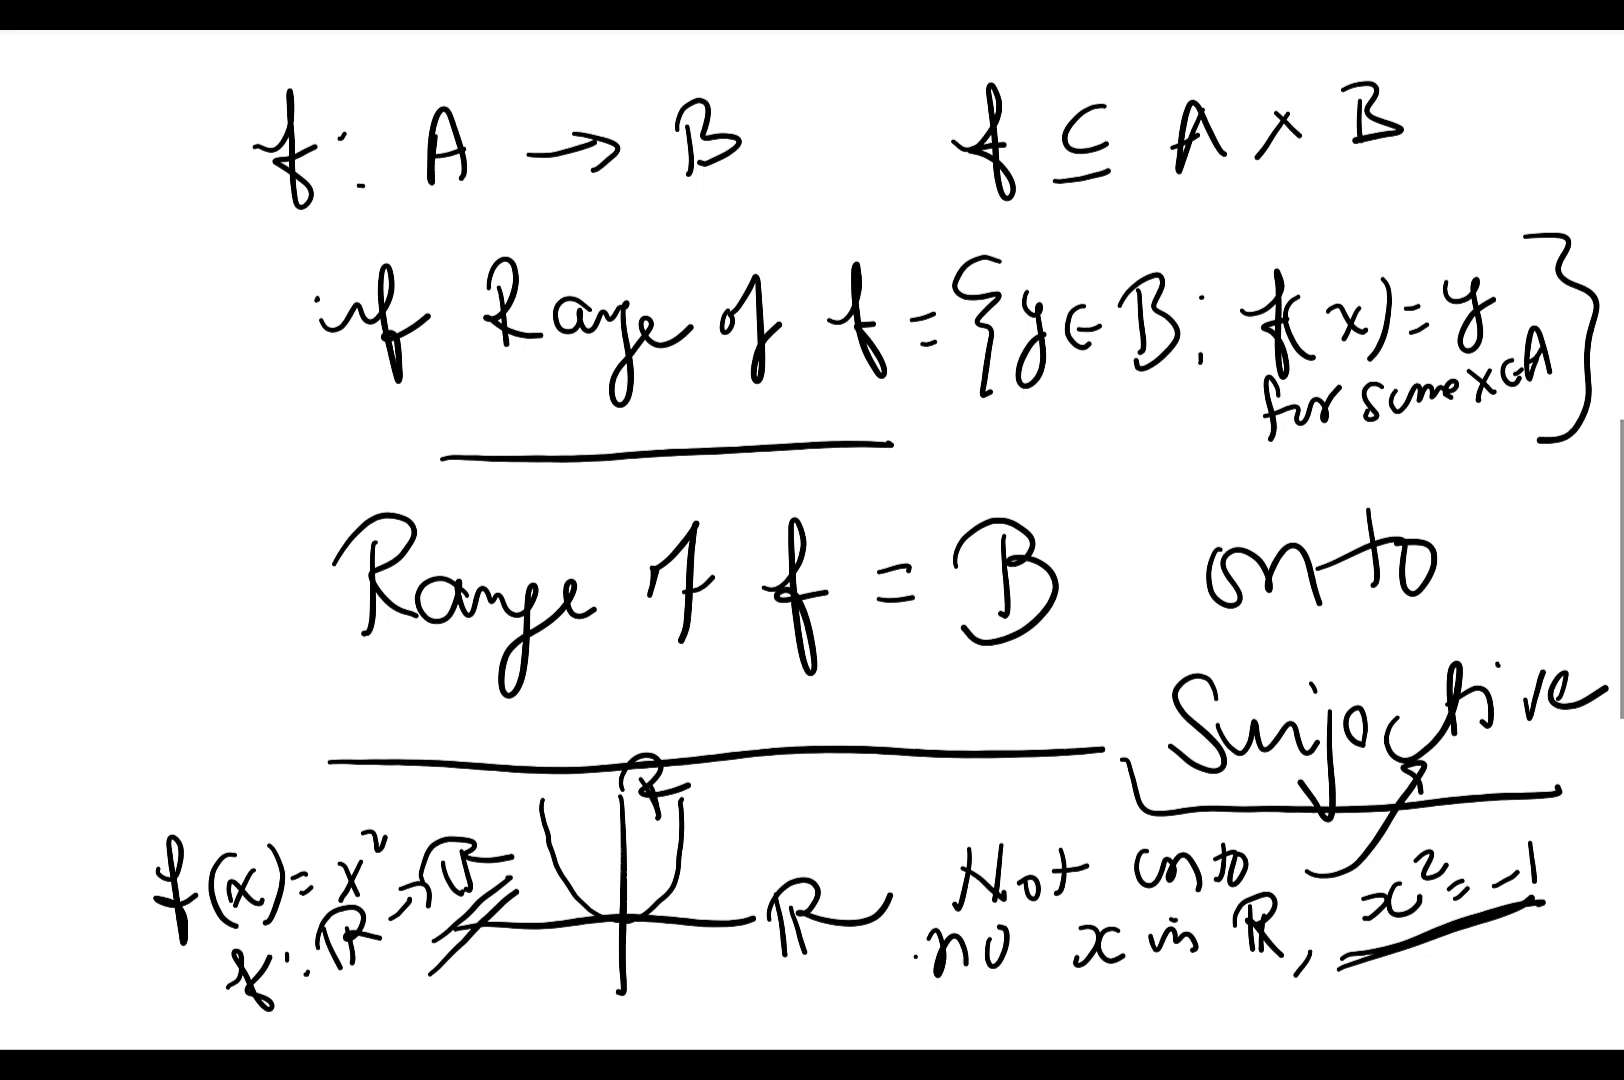 f: A → B f ⊆ A × B
if Range of f = {y ∈ B : f(x) = y
for some x ∈ A}
Range of f = B onto
Surjective
R
f(x) = x² Not onto
f: R → R R no x in R, x² = -1